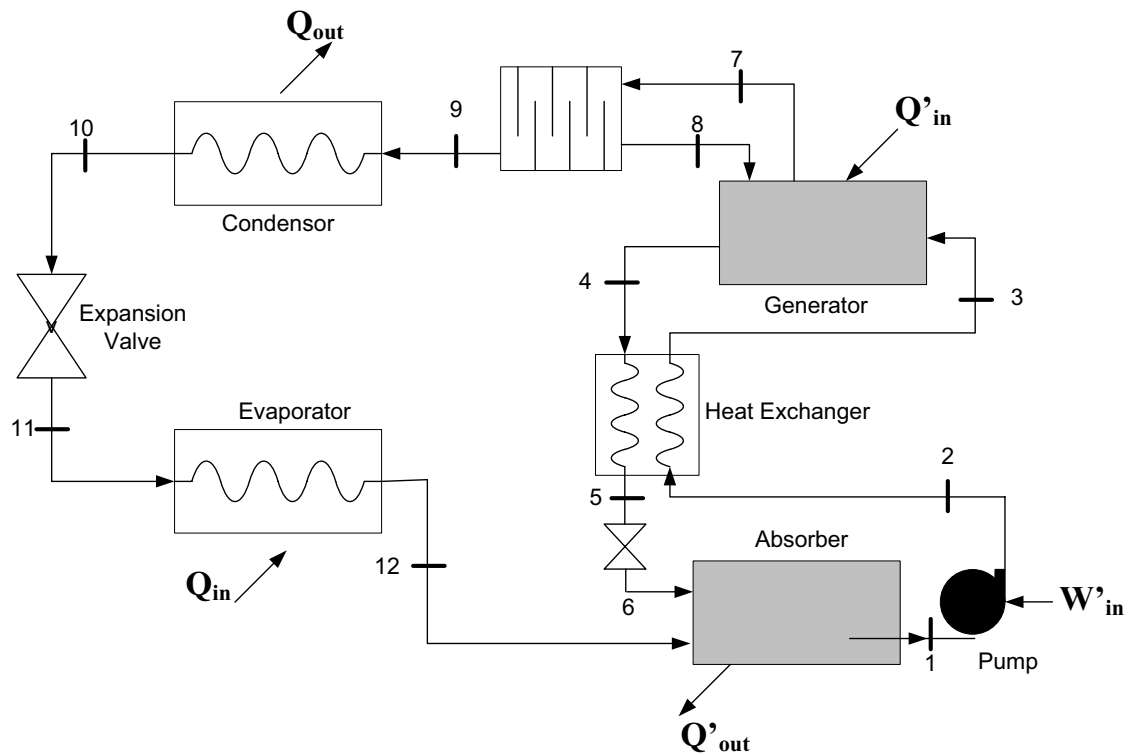 Qout
7
10
9
8
Q’in
Condensor
4
Generator
3
Expansion
Valve
11
Evaporator
Heat Exchanger
2
5
12
Absorber
Qin
6
W’in
1
Pump
Q’out